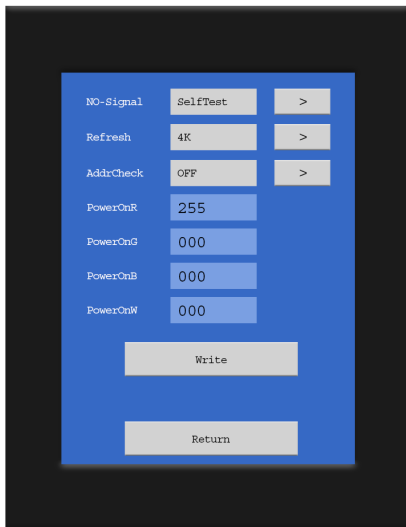 NO-Signal SelfTest >
Refresh 4K >
AddrCheck OFF >
PowerOnR 255
PowerOnG 000
PowerOnB 000
PowerOnW 000
Write
Return